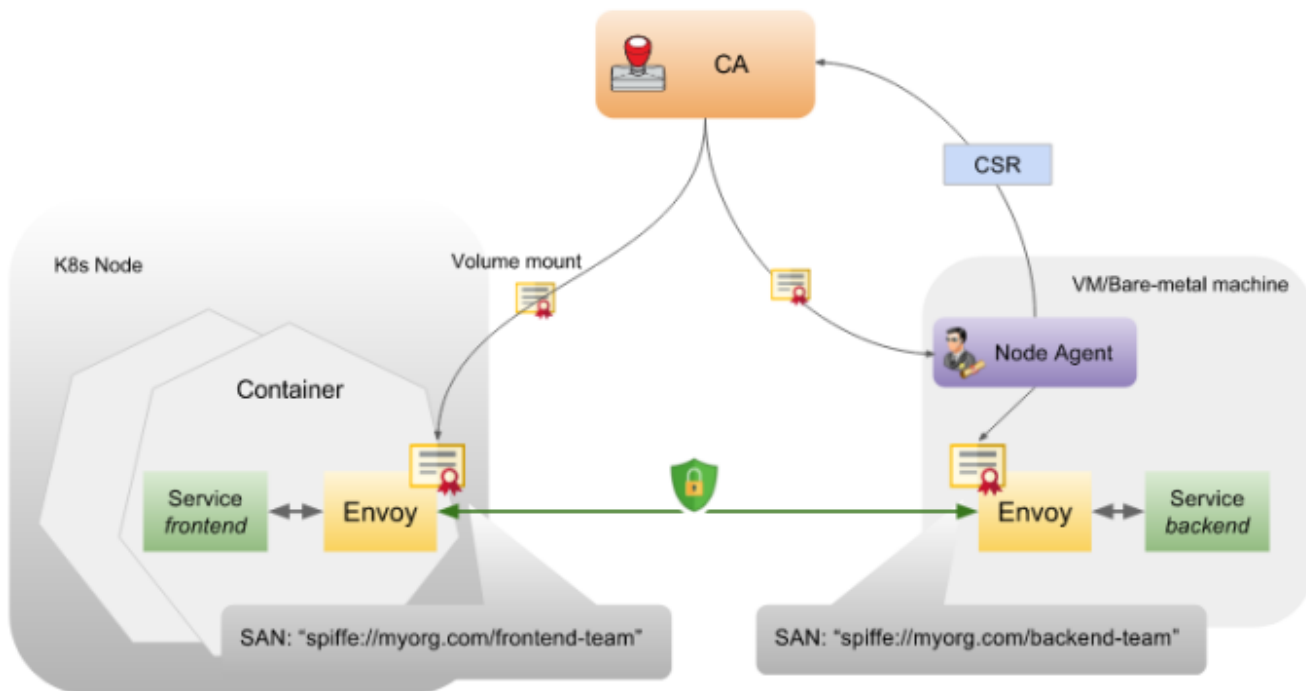 CA
CSR
K8s Node
Volume mount
VM/Bare-metal machine
Node Agent
Container
Service
frontend
Envoy
Envoy
Service
backend
SAN: “spiffe://myorg.com/frontend-team”
SAN: “spiffe://myorg.com/backend-team”